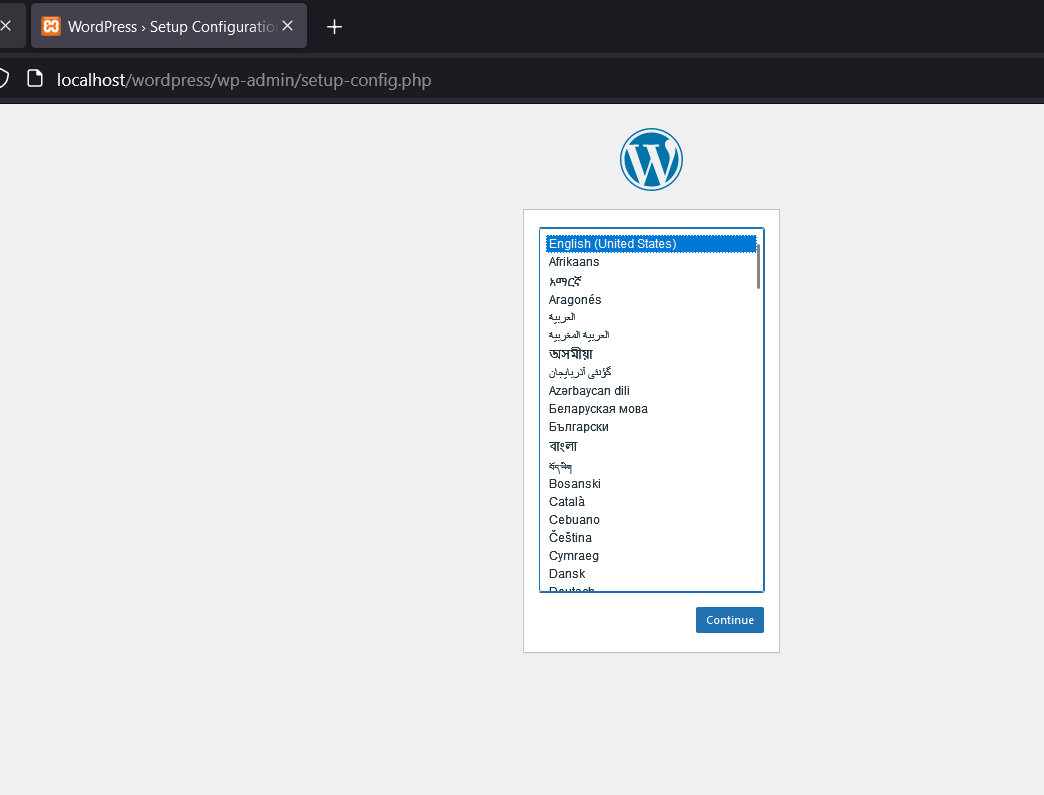 WordPress › Setup Configuratio
localhost/wordpress/wp-admin/setup-config.php
English (United States)
Afrikaans
አማርኛ
Aragonés
العربية
العربية المغربية
অসমীয়া
گؤنئی آذربایجان
Azərbaycan dili
Беларуская мова
Български
বাংলা
བོད་ཡིག
Bosanski
Català
Cebuano
Čeština
Cymraeg
Dansk
Deutsch
Continue